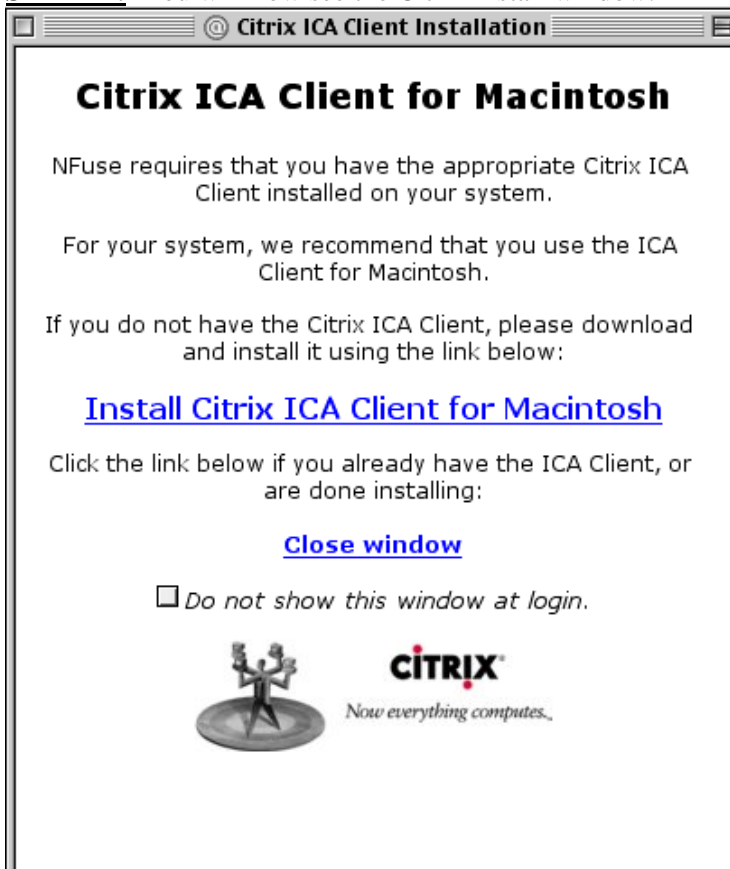 Citrix ICA Client Installation
Citrix ICA Client for Macintosh
NFuse requires that you have the appropriate Citrix ICA
Client installed on your system.
For your system, we recommend that you use the ICA
Client for Macintosh.
If you do not have the Citrix ICA Client, please download
and install it using the link below:
Install Citrix ICA Client for Macintosh
Click the link below if you already have the ICA Client, or
are done installing:
Close window
Do not show this window at login.
CITRIX®
Now everything computes.